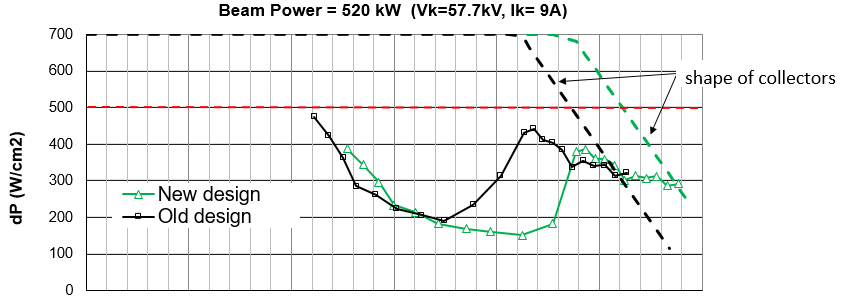 Beam Power = 520 kW  (Vk=57.7kV, Ik= 9A)
700
600
500
400
300
200
100
0
dP (W/cm2)
shape of collectors
New design
Old design